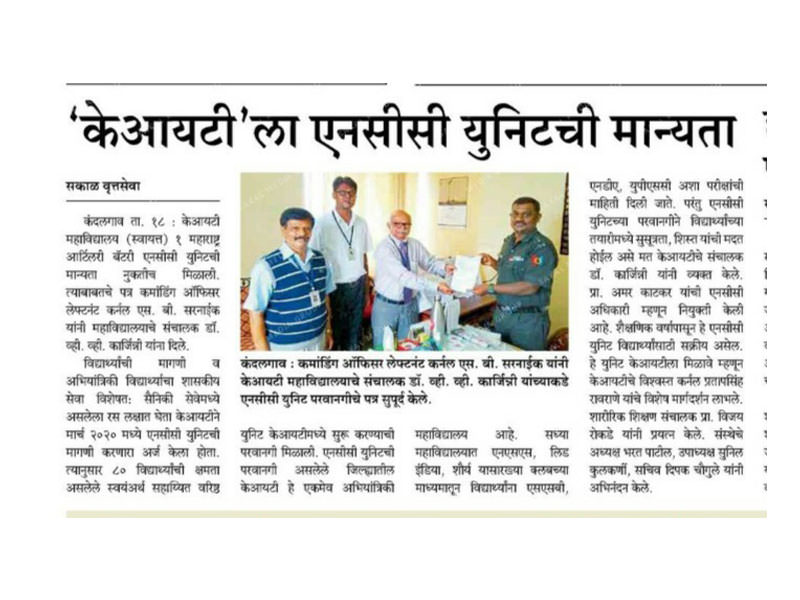 ‘केआयटी’ला एनसीसी युनिटची मान्यता
सकाळ वृत्तसेवा
कंदलगाव ता. १८ : केआयटी
महाविद्यालय (स्वायत्त) १ महाराष्ट्र
आर्टिलरी बॅटरी एनसीसी युनिटची
मान्यता नुकतीच मिळाली.
त्याबाबतचे पत्र कमांडिंग ऑफिसर
लेफ्टनंट कर्नल एस. बी. सरनाईक
यांनी महाविद्यालयाचे संचालक डॉ.
व्ही. व्ही. कार्जिन्नी यांना दिले.
विद्यार्थ्यांची मागणी व
अभियांत्रिकी विद्यार्थ्यांचा शासकीय
सेवा विशेषत: सैनिकी सेवेमध्ये
असलेला रस लक्षात घेता केआयटीने
मार्च २०२० मध्ये एनसीसी युनिटची
मागणी करणारा अर्ज केला होता.
त्यानुसार ८० विद्यार्थ्यांची क्षमता
असलेले स्वयंअर्थ सहाय्यित वरिष्ठ
कंदलगाव : कमांडिंग ऑफिसर लेफ्टनंट कर्नल एस. बी. सरनाईक यांनी
केआयटी महाविद्यालयाचे संचालक डॉ. व्ही. व्ही. कार्जिन्नी यांच्याकडे
एनसीसी युनिट परवानगीचे पत्र सुपूर्द केले.
युनिट केआयटीमध्ये सुरू करण्याची
परवानगी मिळाली. एनसीसी युनिटची
परवानगी असलेले जिल्ह्यातील
केआयटी हे एकमेव अभियांत्रिकी
महाविद्यालय आहे. सध्या
महाविद्यालयात एनएसएस, लिड
इंडिया, शौर्य यासारख्या क्लबच्या
माध्यमातून विद्यार्थ्यांना एसएसबी,
एनडीए, यूपीएससी अशा परीक्षांची
माहिती दिली जाते. परंतु एनसीसी
युनिटच्या परवानगीने विद्यार्थ्यांच्या
तयारीमध्ये सुसूत्रता, शिस्त यांची मदत
होईल असे मत केआयटीचे संचालक
डॉ. कार्जिन्नी यांनी व्यक्त केले.
प्रा. अमर काटकर यांची एनसीसी
अधिकारी म्हणून नियुक्ती केली
आहे. शैक्षणिक वर्षापासून हे एनसीसी
युनिट विद्यार्थ्यांसाठी सक्रीय असेल.
हे युनिट केआयटीला मिळावे म्हणून
केआयटीचे विश्वस्त कर्नल प्रतापसिंह
रावराणे यांचे विशेष मार्गदर्शन लाभले.
शारीरिक शिक्षण संचालक प्रा. विजय
रोकडे यांनी प्रयत्न केले. संस्थेचे
अध्यक्ष भरत पाटील, उपाध्यक्ष सुनिल
कुलकर्णी, सचिव दिपक चौगुले यांनी
अभिनंदन केले.